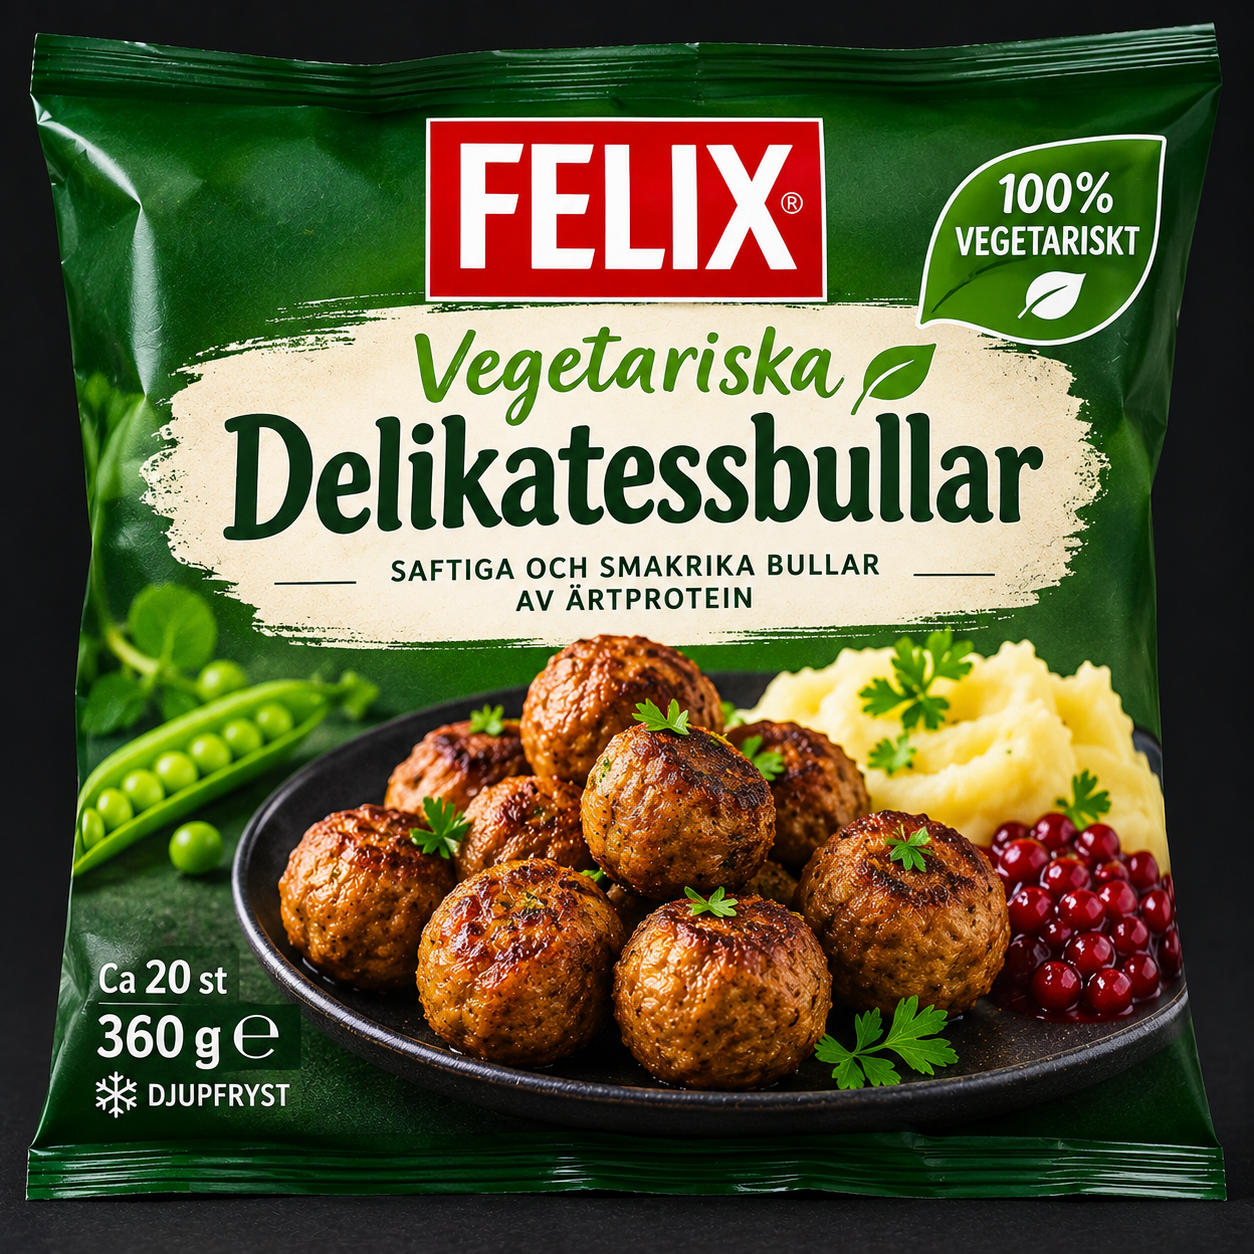 FELIX®
100%
VEGETARISKT
Vegetariska
Delikatessbullar
SAFTIGA OCH SMAKRIKA BULLAR
AV ÄRTPROTEIN
Ca 20 st
360 g ℮
DJUPFRYST